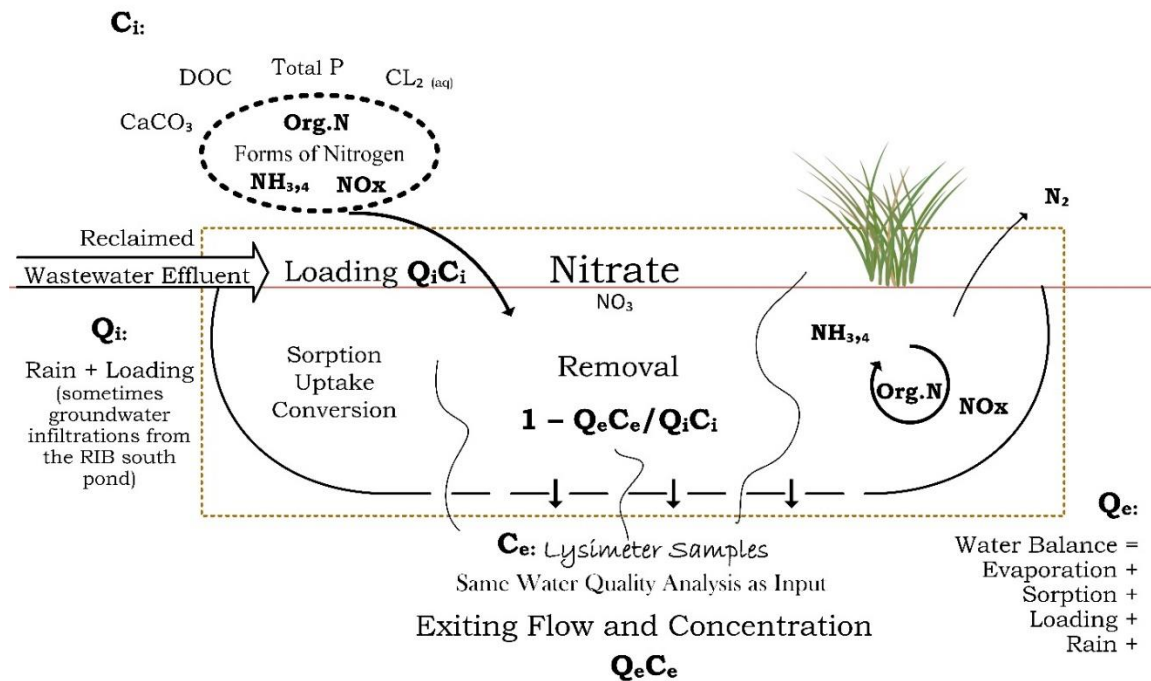 Ci:
DOC
Total P
CL2 (aq)
CaCO3
Org.N
Forms of Nitrogen
NH3,4
NOx
Reclaimed
Wastewater Effluent
Loading QiCi
Nitrate
NO3
N2
Qi:
Rain + Loading
(sometimes
groundwater
infiltrations from
the RIB south
pond)
Sorption
Uptake
Conversion
Removal
1 – QeCe/QiCi
NH3,4
Org.N
NOx
Ce: Lysimeter Samples
Same Water Quality Analysis as Input
Exiting Flow and Concentration
QeCe
Qe:
Water Balance =
Evaporation +
Sorption +
Loading +
Rain +